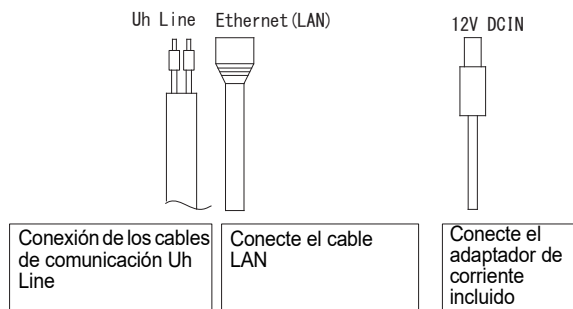 Uh Line
Ethernet(LAN)
12V DCIN
Conexión de los cables
de comunicación Uh
Line
Conecte el cable
LAN
Conecte el
adaptador de
corriente
incluido